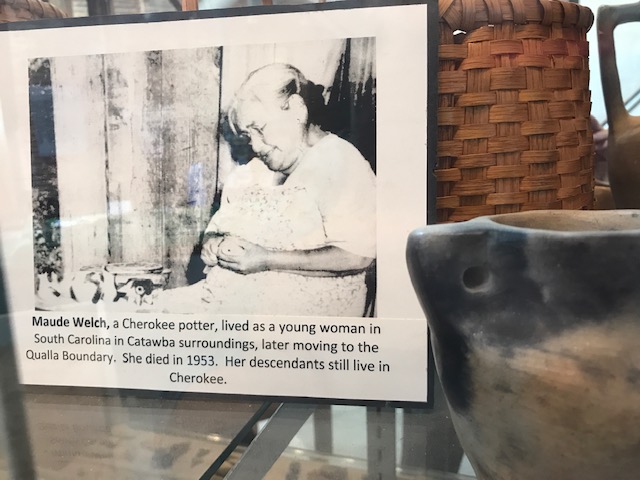 Maude Welch, a Cherokee potter, lived as a young woman in
South Carolina in Catawba surroundings, later moving to the
Qualla Boundary. She died in 1953. Her descendants still live in
Cherokee.